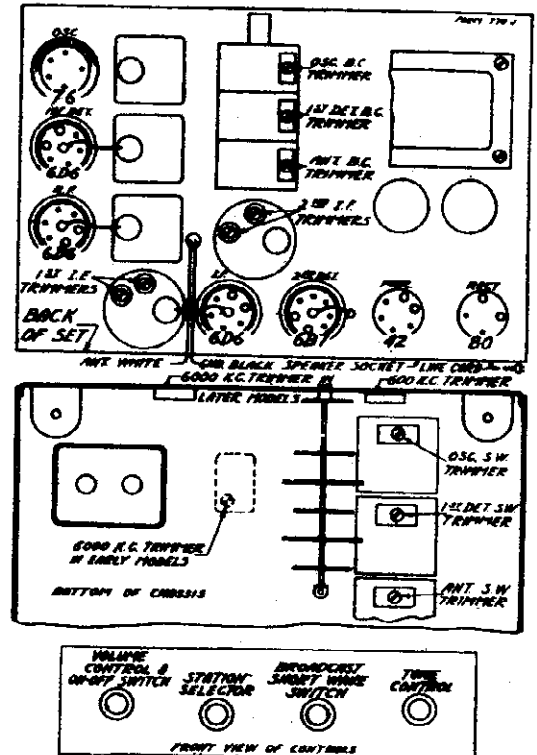 OSC
76
1ST DET.
6D6
R.F.
6D6
OSC. B.C.
TRIMMER
1ST DET. B.C.
TRIMMER
ANT. B.C.
TRIMMER
2ND I.F.
TRIMMERS
1ST I.F.
TRIMMERS
I.F.
6D6
2ND DET.
6B7
42
RECT
80
BACK
OF SET
ANT. WHITE
GND. BLACK
SPEAKER SOCKET
LINE CORD
6000 K.C. TRIMMER IN
LATER MODELS
600 K.C. TRIMMER
OSC. S.W.
TRIMMER
1ST DET. SW
TRIMMER
ANT. S.W
TRIMMER
6000 K.C. TRIMMER
IN EARLY MODELS
BOTTOM OF CHASSIS
VOLUME
CONTROL &
ON-OFF SWITCH
STATION
SELECTOR
BROADCAST
SHORT WAVE
SWITCH
TONE
CONTROL
FRONT VIEW OF CONTROLS